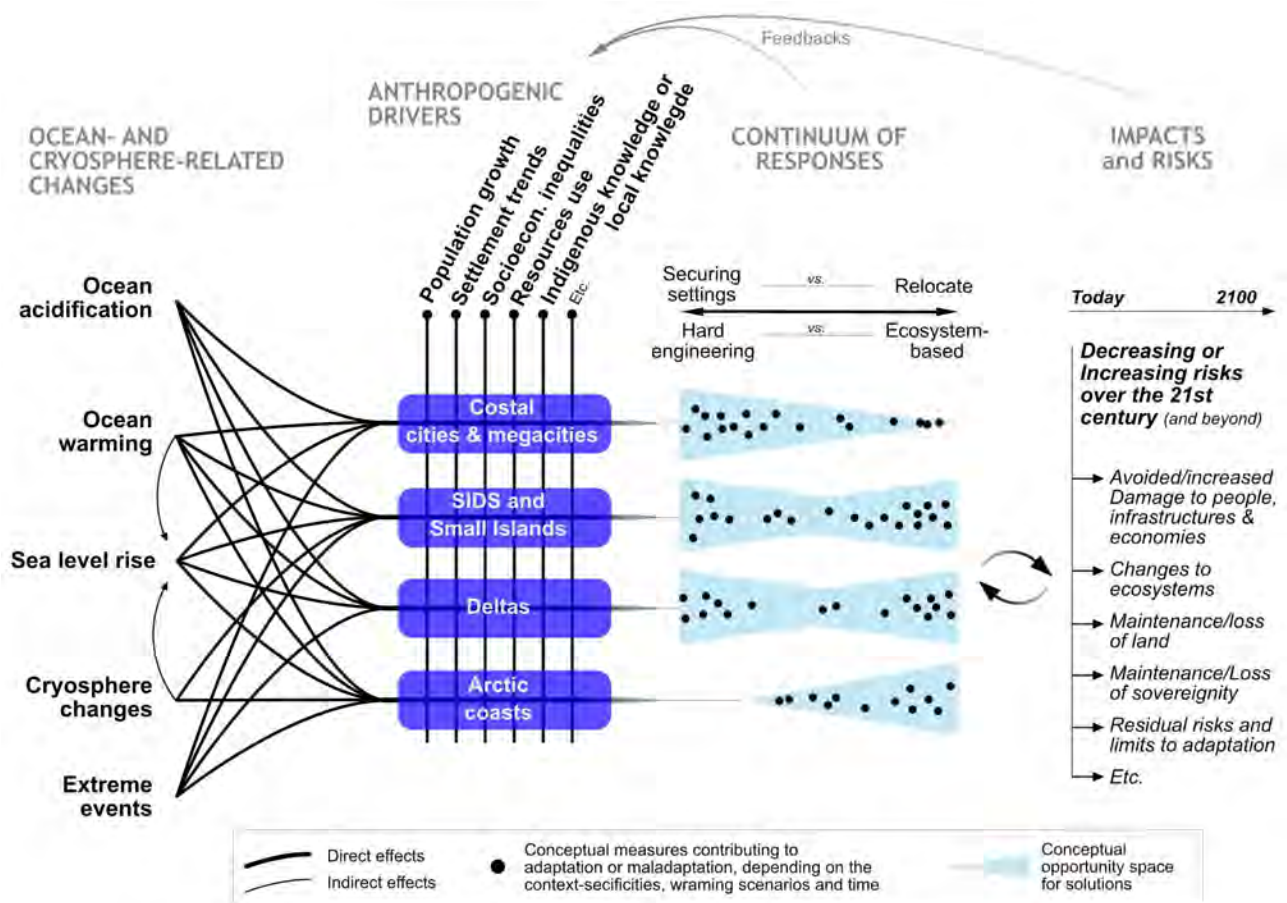 Feedbacks
OCEAN- AND
CRYOSPHERE-RELATED
CHANGES
ANTHROPOGENIC
DRIVERS
CONTINUUM OF
RESPONSES
IMPACTS
and RISKS
Population growth
Settlement trends
Socioecon. inequalities
Resources use
Indigenous knowledge or
local knowlegde
Etc.
Ocean
acidification
Ocean
warming
Sea level rise
Cryosphere
changes
Extreme
events
Costal
cities & megacities
SIDS and
Small Islands
Deltas
Arctic
coasts
Securing
settings
vs.
Relocate
Hard
engineering
vs.
Ecosystem-
based
Today
2100
Decreasing or
Increasing risks
over the 21st
century (and beyond)
Avoided/increased
Damage to people,
infrastructures &
economies
Changes to
ecosystems
Maintenance/loss
of land
Maintenance/Loss
of sovereignity
Residual risks and
limits to adaptation
Etc.
Direct effects
Indirect effects
Conceptual measures contributing to
adaptation or maladaptation, depending on the
context-secificities, wraming scenarios and time
Conceptual
opportunity space
for solutions